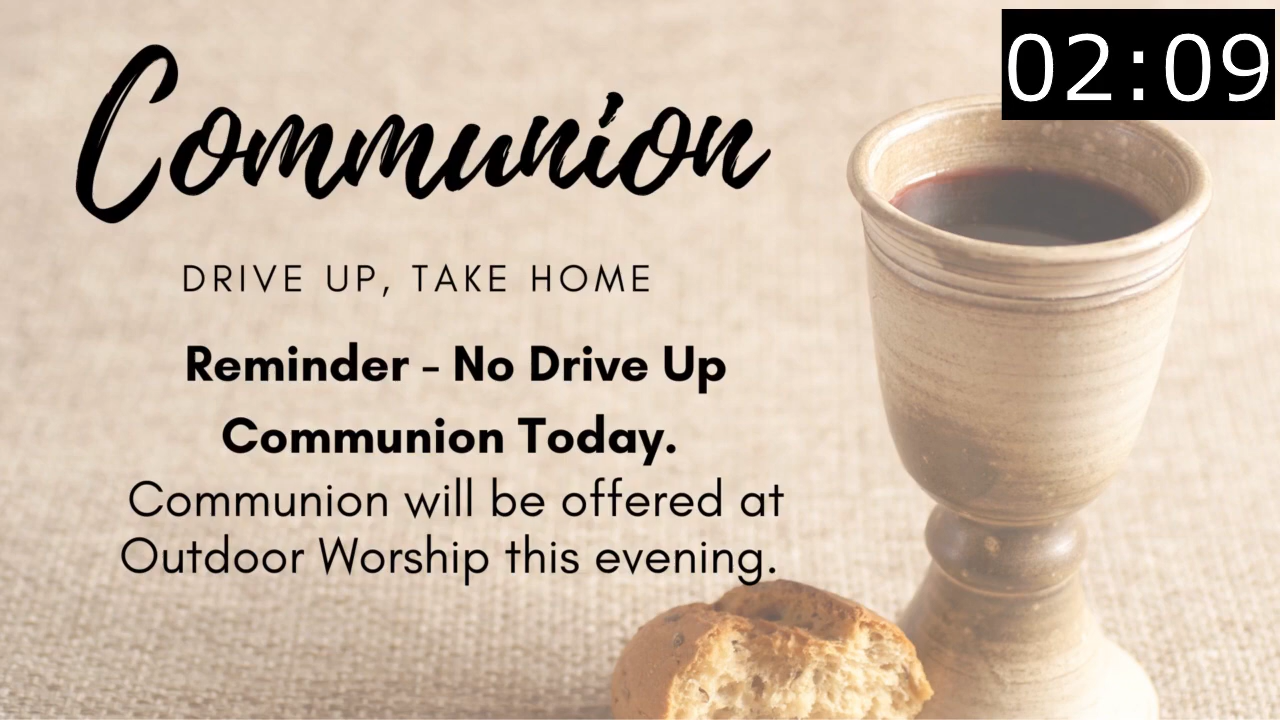 02:09
Communion
DRIVE UP, TAKE HOME
Reminder - No Drive Up
Communion Today.
Communion will be offered at
Outdoor Worship this evening.